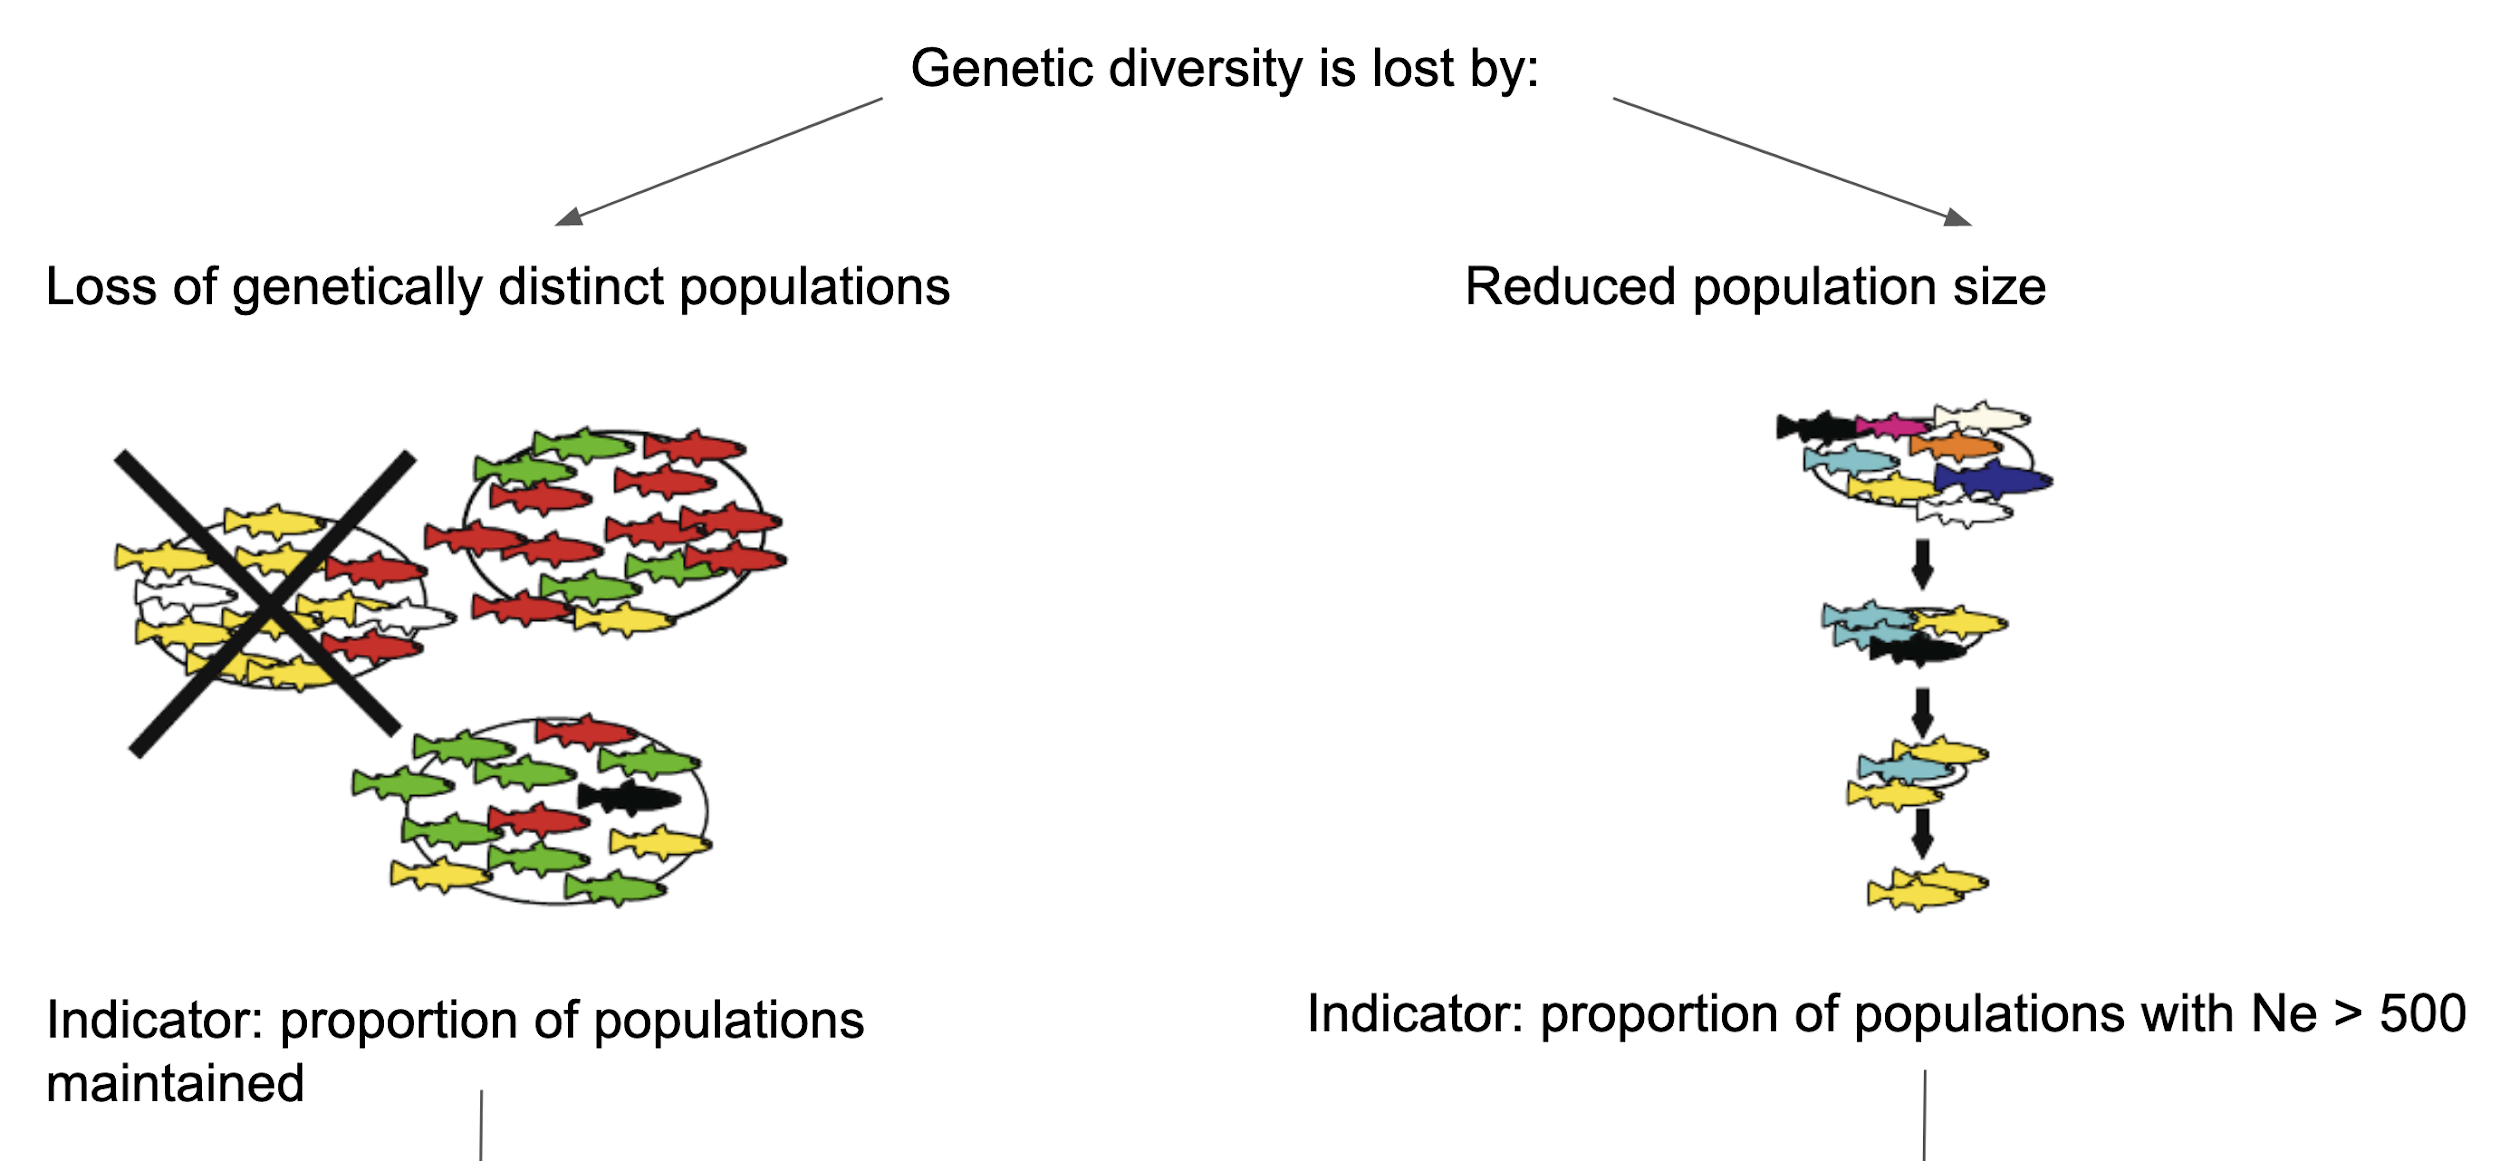 Genetic diversity is lost by:
Loss of genetically distinct populations
Reduced population size
Indicator: proportion of populations
maintained
Indicator: proportion of populations with Ne > 500